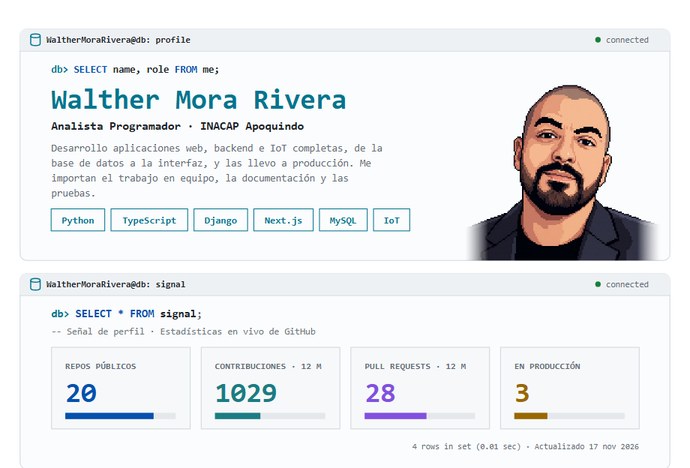 WaltherMoraRivera@db: profile
connected
db> SELECT name, role FROM me;
Walther Mora Rivera
Analista Programador · INACAP Apoquindo
Desarrollo aplicaciones web, backend e IoT completas, de la
base de datos a la interfaz, y las llevo a producción. Me
importan el trabajo en equipo, la documentación y las
pruebas.
Python
TypeScript
Django
Next.js
MySQL
IoT
WaltherMoraRivera@db: signal
connected
db> SELECT * FROM signal;
-- Señal de perfil · Estadísticas en vivo de GitHub
REPOS PÚBLICOS
20
CONTRIBUCIONES · 12 M
1029
PULL REQUESTS · 12 M
28
EN PRODUCCIÓN
3
4 rows in set (0.01 sec) · Actualizado 17 nov 2026